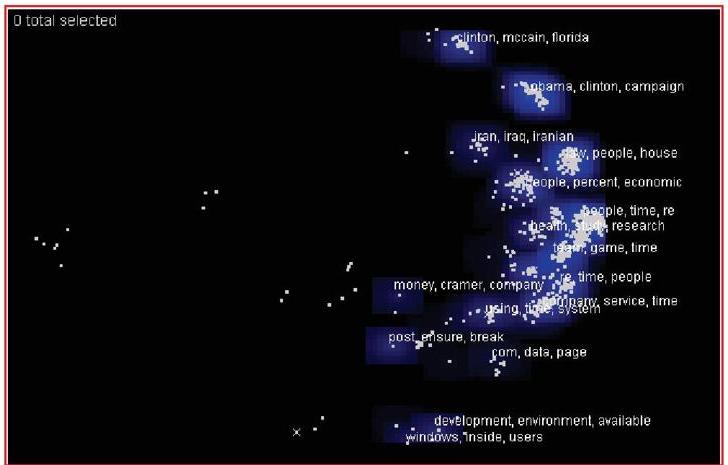 0 total selected
clinton, mccain, florida
obama, clinton, campaign
iran, iraq, iranian
law, people, house
people, percent, economic
people, time, re
health, study, research
team, game, time
re, time, people
money, cramer, company
company, service, time
using, time, system
post, ensure, break
com, data, page
development, environment, available
windows, inside, users